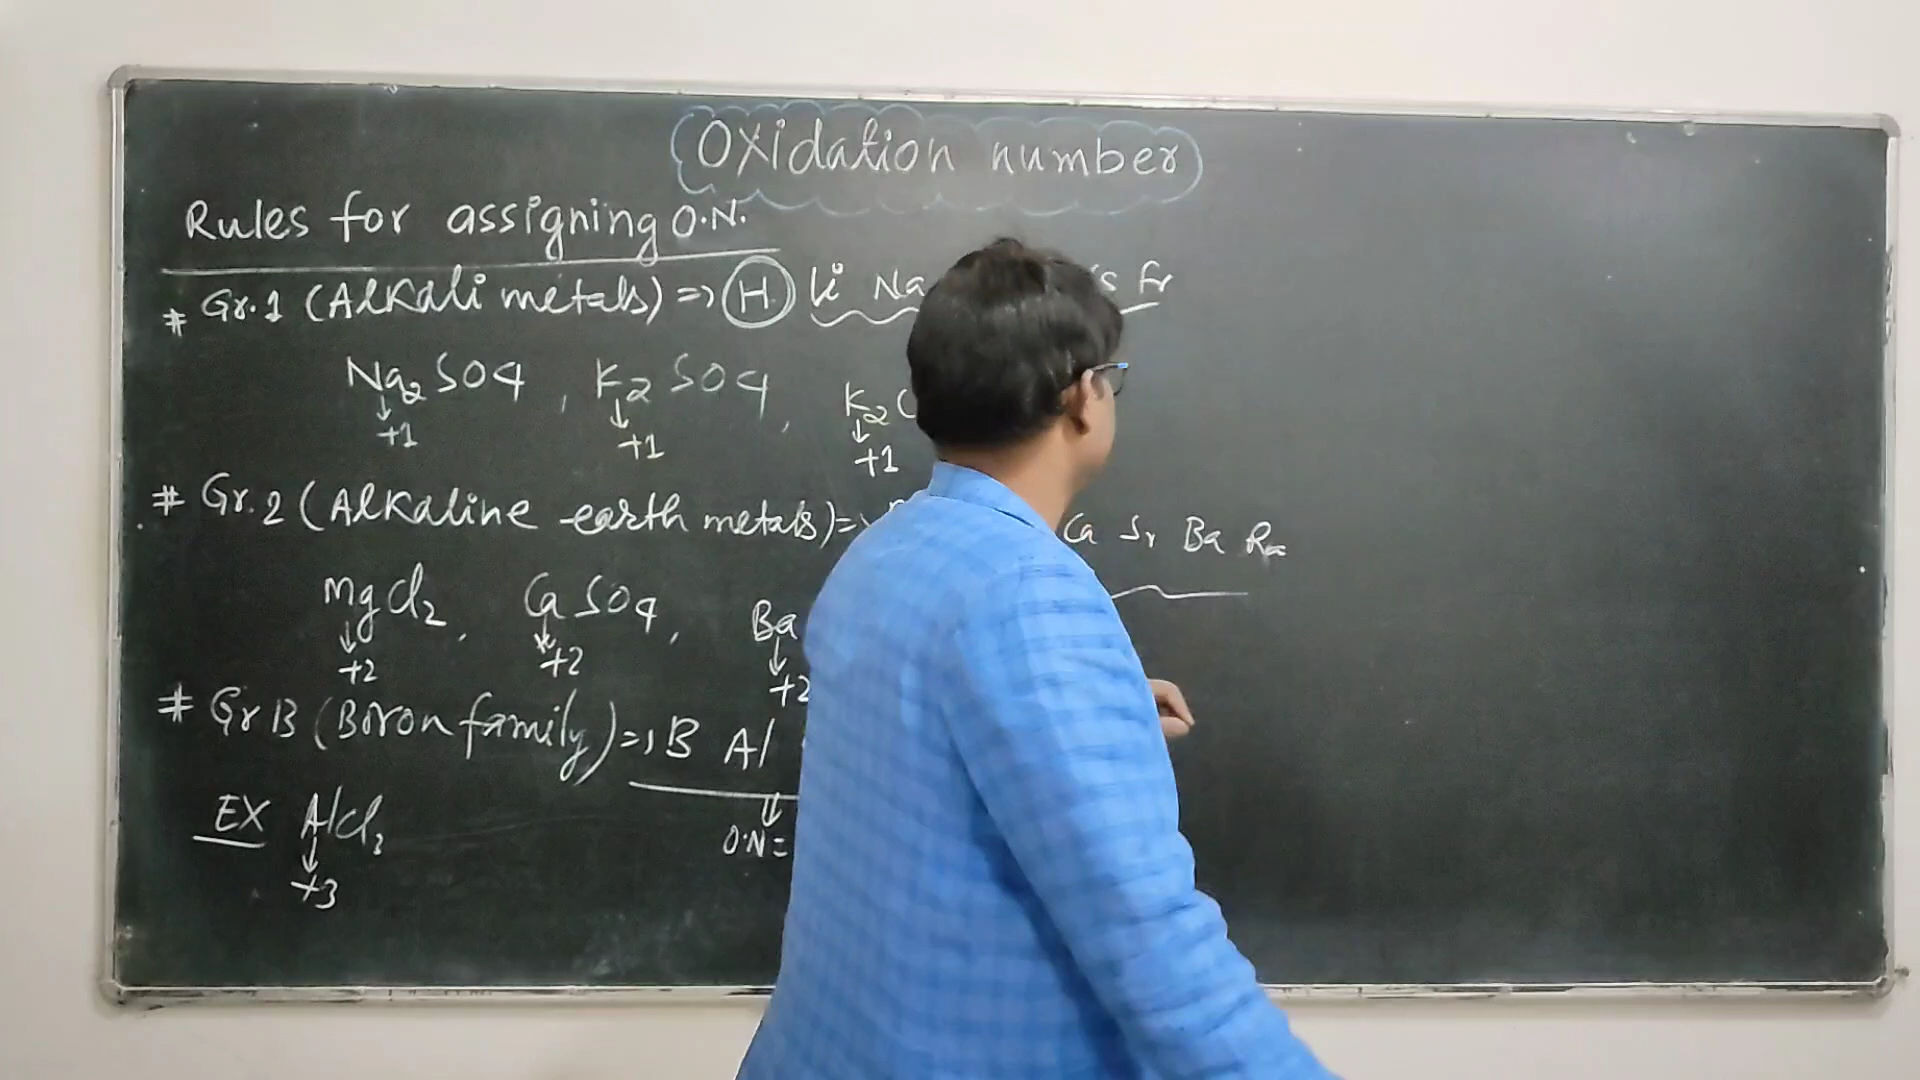 Oxidation number
Rules for assigning O.N.
# Gr.1 (Alkali metals) => H Li Na Fr
Na2SO4, K2SO4, K2
+1 +1 +1
# Gr.2 (Alkaline earth metals) => Ca Sr Ba Ra
MgCl2, CaSO4, Ba
+2 +2 +2
# Gr B (Boron family) => B Al
EX AlCl3 O.N =
+3